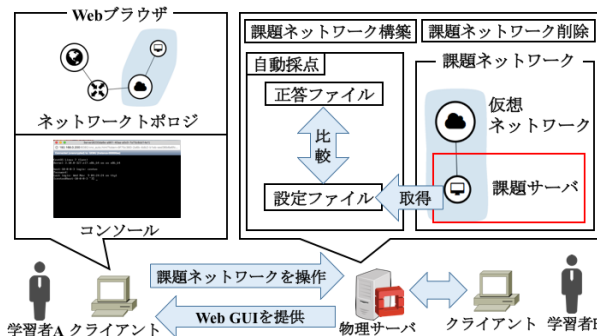 Webブラウザ
ネットワークトポロジ
コンソール
課題ネットワーク構築
課題ネットワーク削除
自動採点
正答ファイル
比較
設定ファイル
取得
課題ネットワーク
仮想
ネットワーク
課題サーバ
課題ネットワークを操作
Web GUIを提供
学習者A
クライアント
物理サーバ
クライアント
学習者